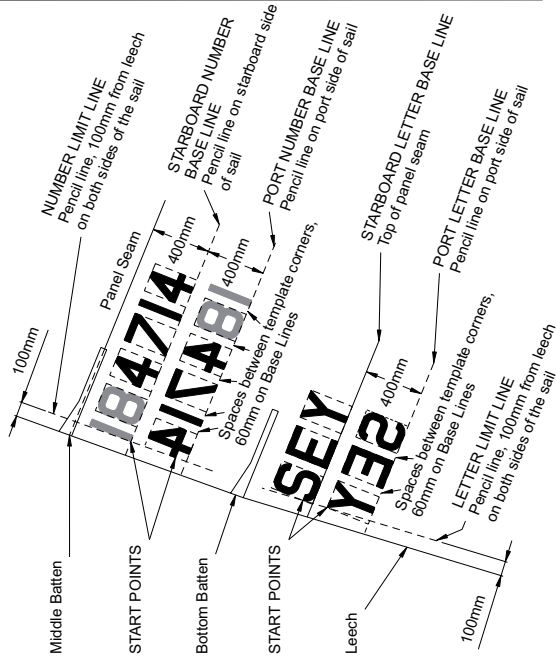 100mm
NUMBER LIMIT LINE
Pencil line, 100mm from leech
on both sides of the sail
Panel Seam
400mm
STARBOARD NUMBER
BASE LINE
Pencil line on starboard side
of sail
184714
400mm
PORT NUMBER BASE LINE
Pencil line on port side of sail
184714
Spaces between template corners,
60mm on Base Lines
Middle Batten
START POINTS
Bottom Batten
START POINTS
Leech
SEY
STARBOARD LETTER BASE LINE
Top of panel seam
400mm
SEY
PORT LETTER BASE LINE
Pencil line on port side of sail
Spaces between template corners,
60mm on Base Lines
LETTER LIMIT LINE
Pencil line, 100mm from leech
on both sides of the sail
100mm